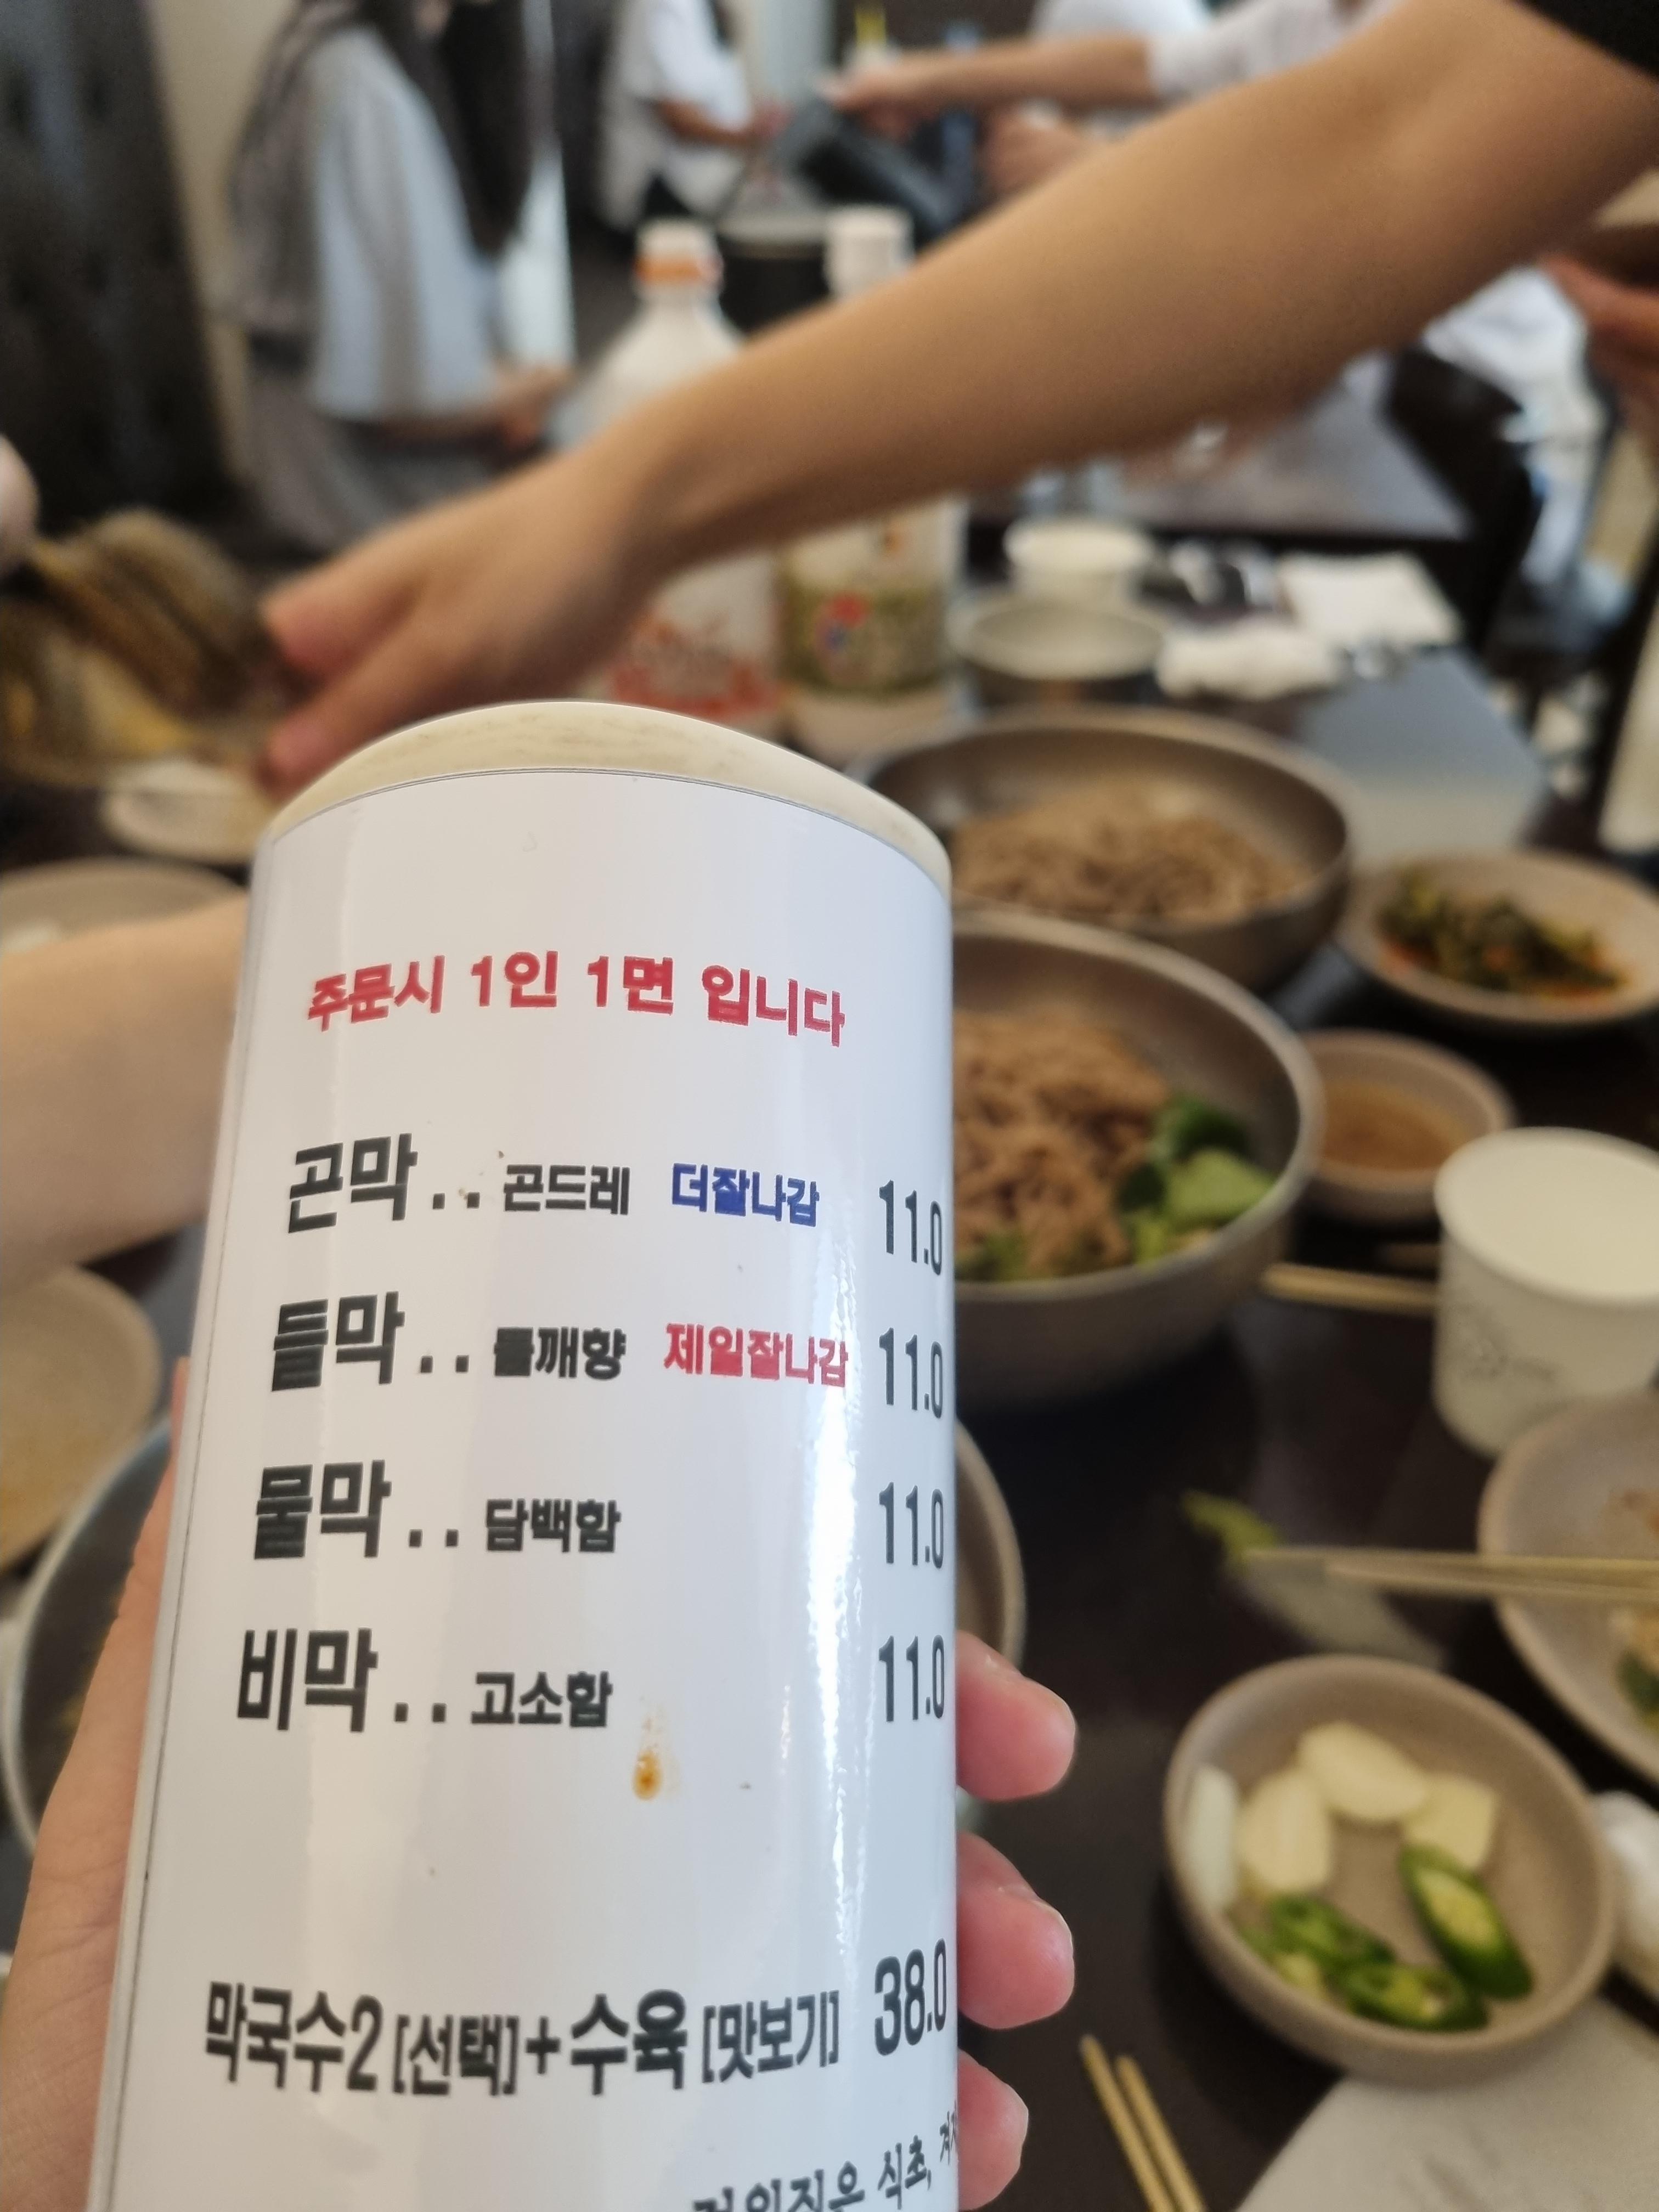 주문시 1인 1면 입니다
곤막.. 곤드레 더잘나감 11.0
들막.. 들깨향 제일잘나감 11.0
물막.. 담백함 11.0
비막.. 고소함 11.0
막국수2 [선택]+수육 [맛보기] 38.0
식초,